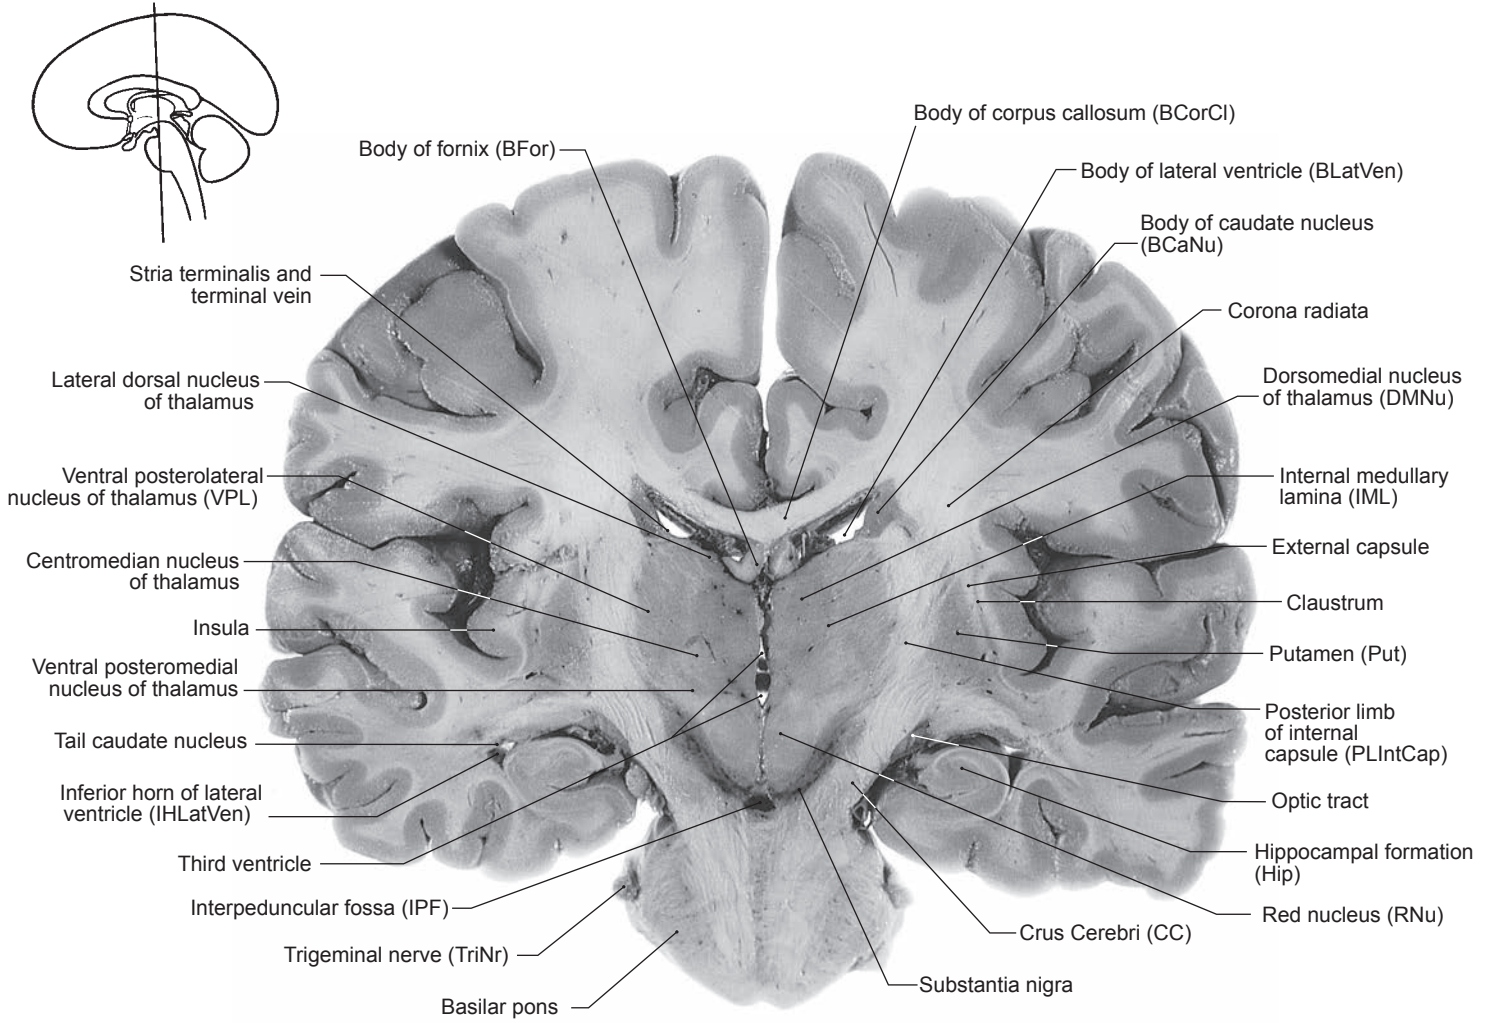 Body of fornix (BFor)
Stria terminalis and
terminal vein
Lateral dorsal nucleus
of thalamus
Ventral posterolateral
nucleus of thalamus (VPL)
Centromedian nucleus
of thalamus
Insula
Ventral posteromedial
nucleus of thalamus
Tail caudate nucleus
Inferior horn of lateral
ventricle (IHLatVen)
Third ventricle
Interpeduncular fossa (IPF)
Trigeminal nerve (TriNr)
Basilar pons
Body of corpus callosum (BCorCl)
Body of lateral ventricle (BLatVen)
Body of caudate nucleus
(BCaNu)
Corona radiata
Dorsomedial nucleus
of thalamus (DMNu)
Internal medullary
lamina (IML)
External capsule
Claustrum
Putamen (Put)
Posterior limb
of internal
capsule (PLIntCap)
Optic tract
Hippocampal formation
(Hip)
Red nucleus (RNu)
Crus Cerebri (CC)
Substantia nigra